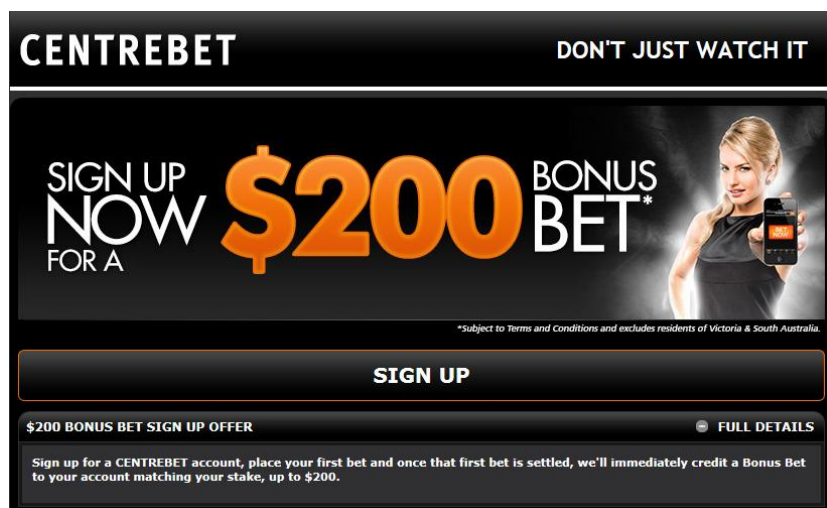 CENTREBET
DON'T JUST WATCH IT
SIGN UP
NOW
FOR A
$200
BONUS
BET*
BET
NOW
*Subject to Terms and Conditions and excludes residents of Victoria & South Australia.
SIGN UP
$200 BONUS BET SIGN UP OFFER
FULL DETAILS
Sign up for a CENTREBET account, place your first bet and once that first bet is settled, we'll immediately credit a Bonus Bet
to your account matching your stake, up to $200.